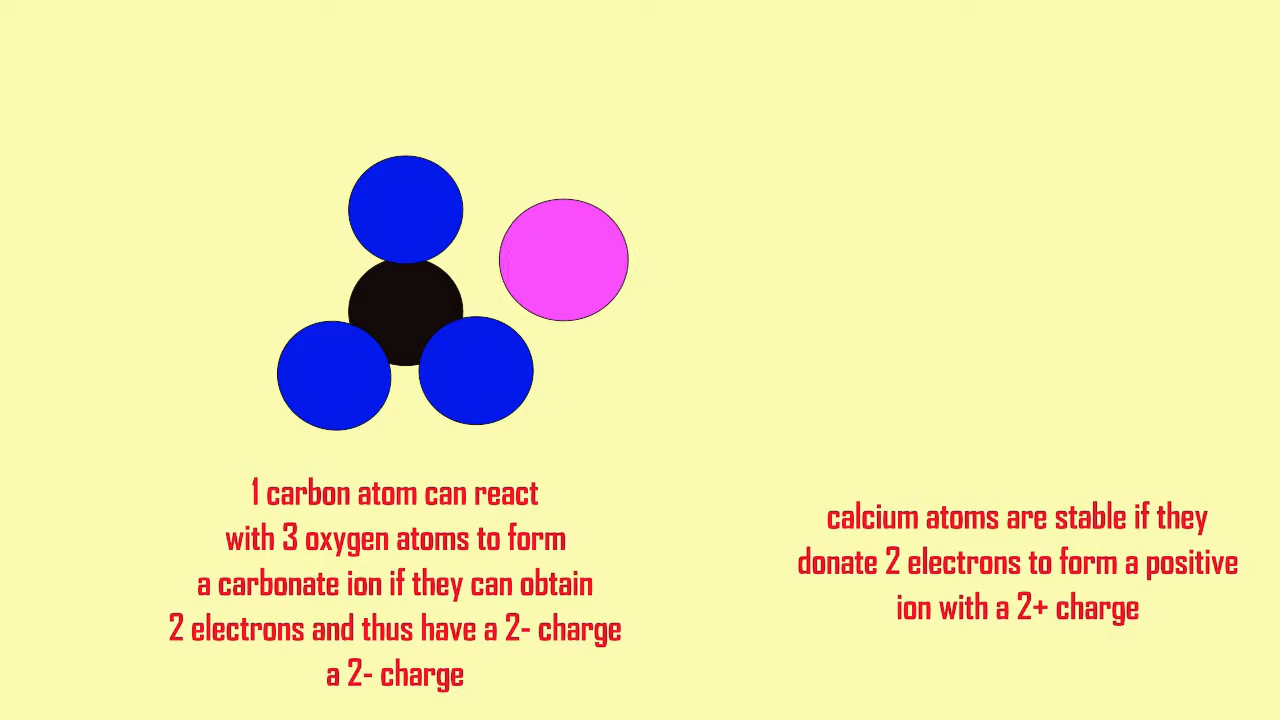 1 carbon atom can react
with 3 oxygen atoms to form
a carbonate ion if they can obtain
2 electrons and thus have a 2- charge
a 2- charge
calcium atoms are stable if they
donate 2 electrons to form a positive
ion with a 2+ charge